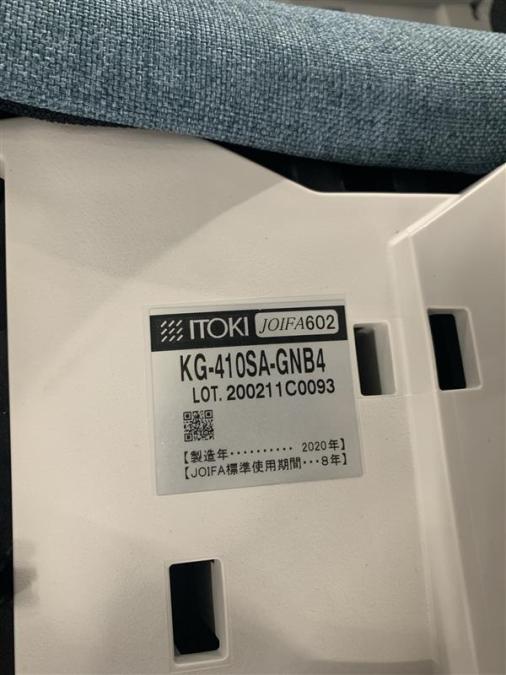 ITOKI JOIFA602
KG-410SA-GNB4
LOT. 200211C0093
【製造年‥‥‥‥‥ 2020年】
【JOIFA標準使用期間…8年】